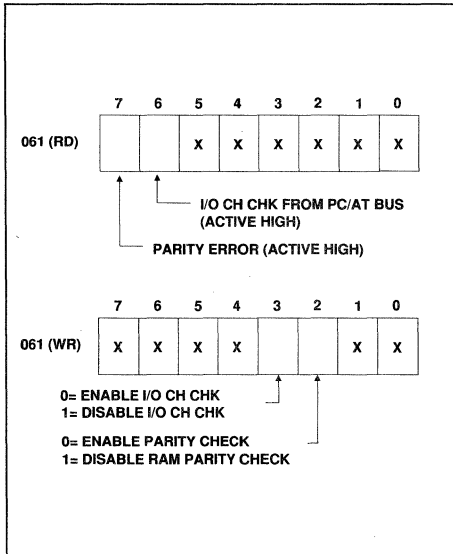 7 6 5 4 3 2 1 0
061 (RD) X X X X X X
I/O CH CHK FROM PC/AT BUS
(ACTIVE HIGH)
PARITY ERROR (ACTIVE HIGH)
7 6 5 4 3 2 1 0
061 (WR) X X X X X X
0= ENABLE I/O CH CHK
1= DISABLE I/O CH CHK
0= ENABLE PARITY CHECK
1= DISABLE RAM PARITY CHECK